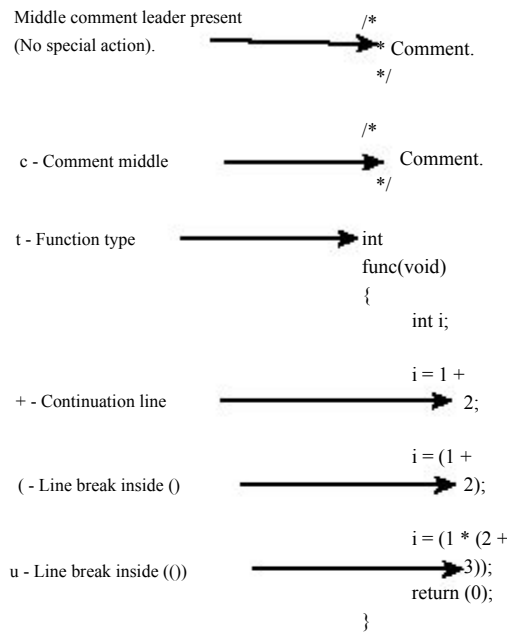 Middle comment leader present
(No special action).
/*
* Comment.
*/
/*
c - Comment middle
Comment.
*/
t - Function type
int
func(void)
{
int i;
i = 1 +
+ - Continuation line
2;
i = (1 +
( - Line break inside ()
2);
i = (1 * (2 +
u - Line break inside (())
3));
return (0);
}